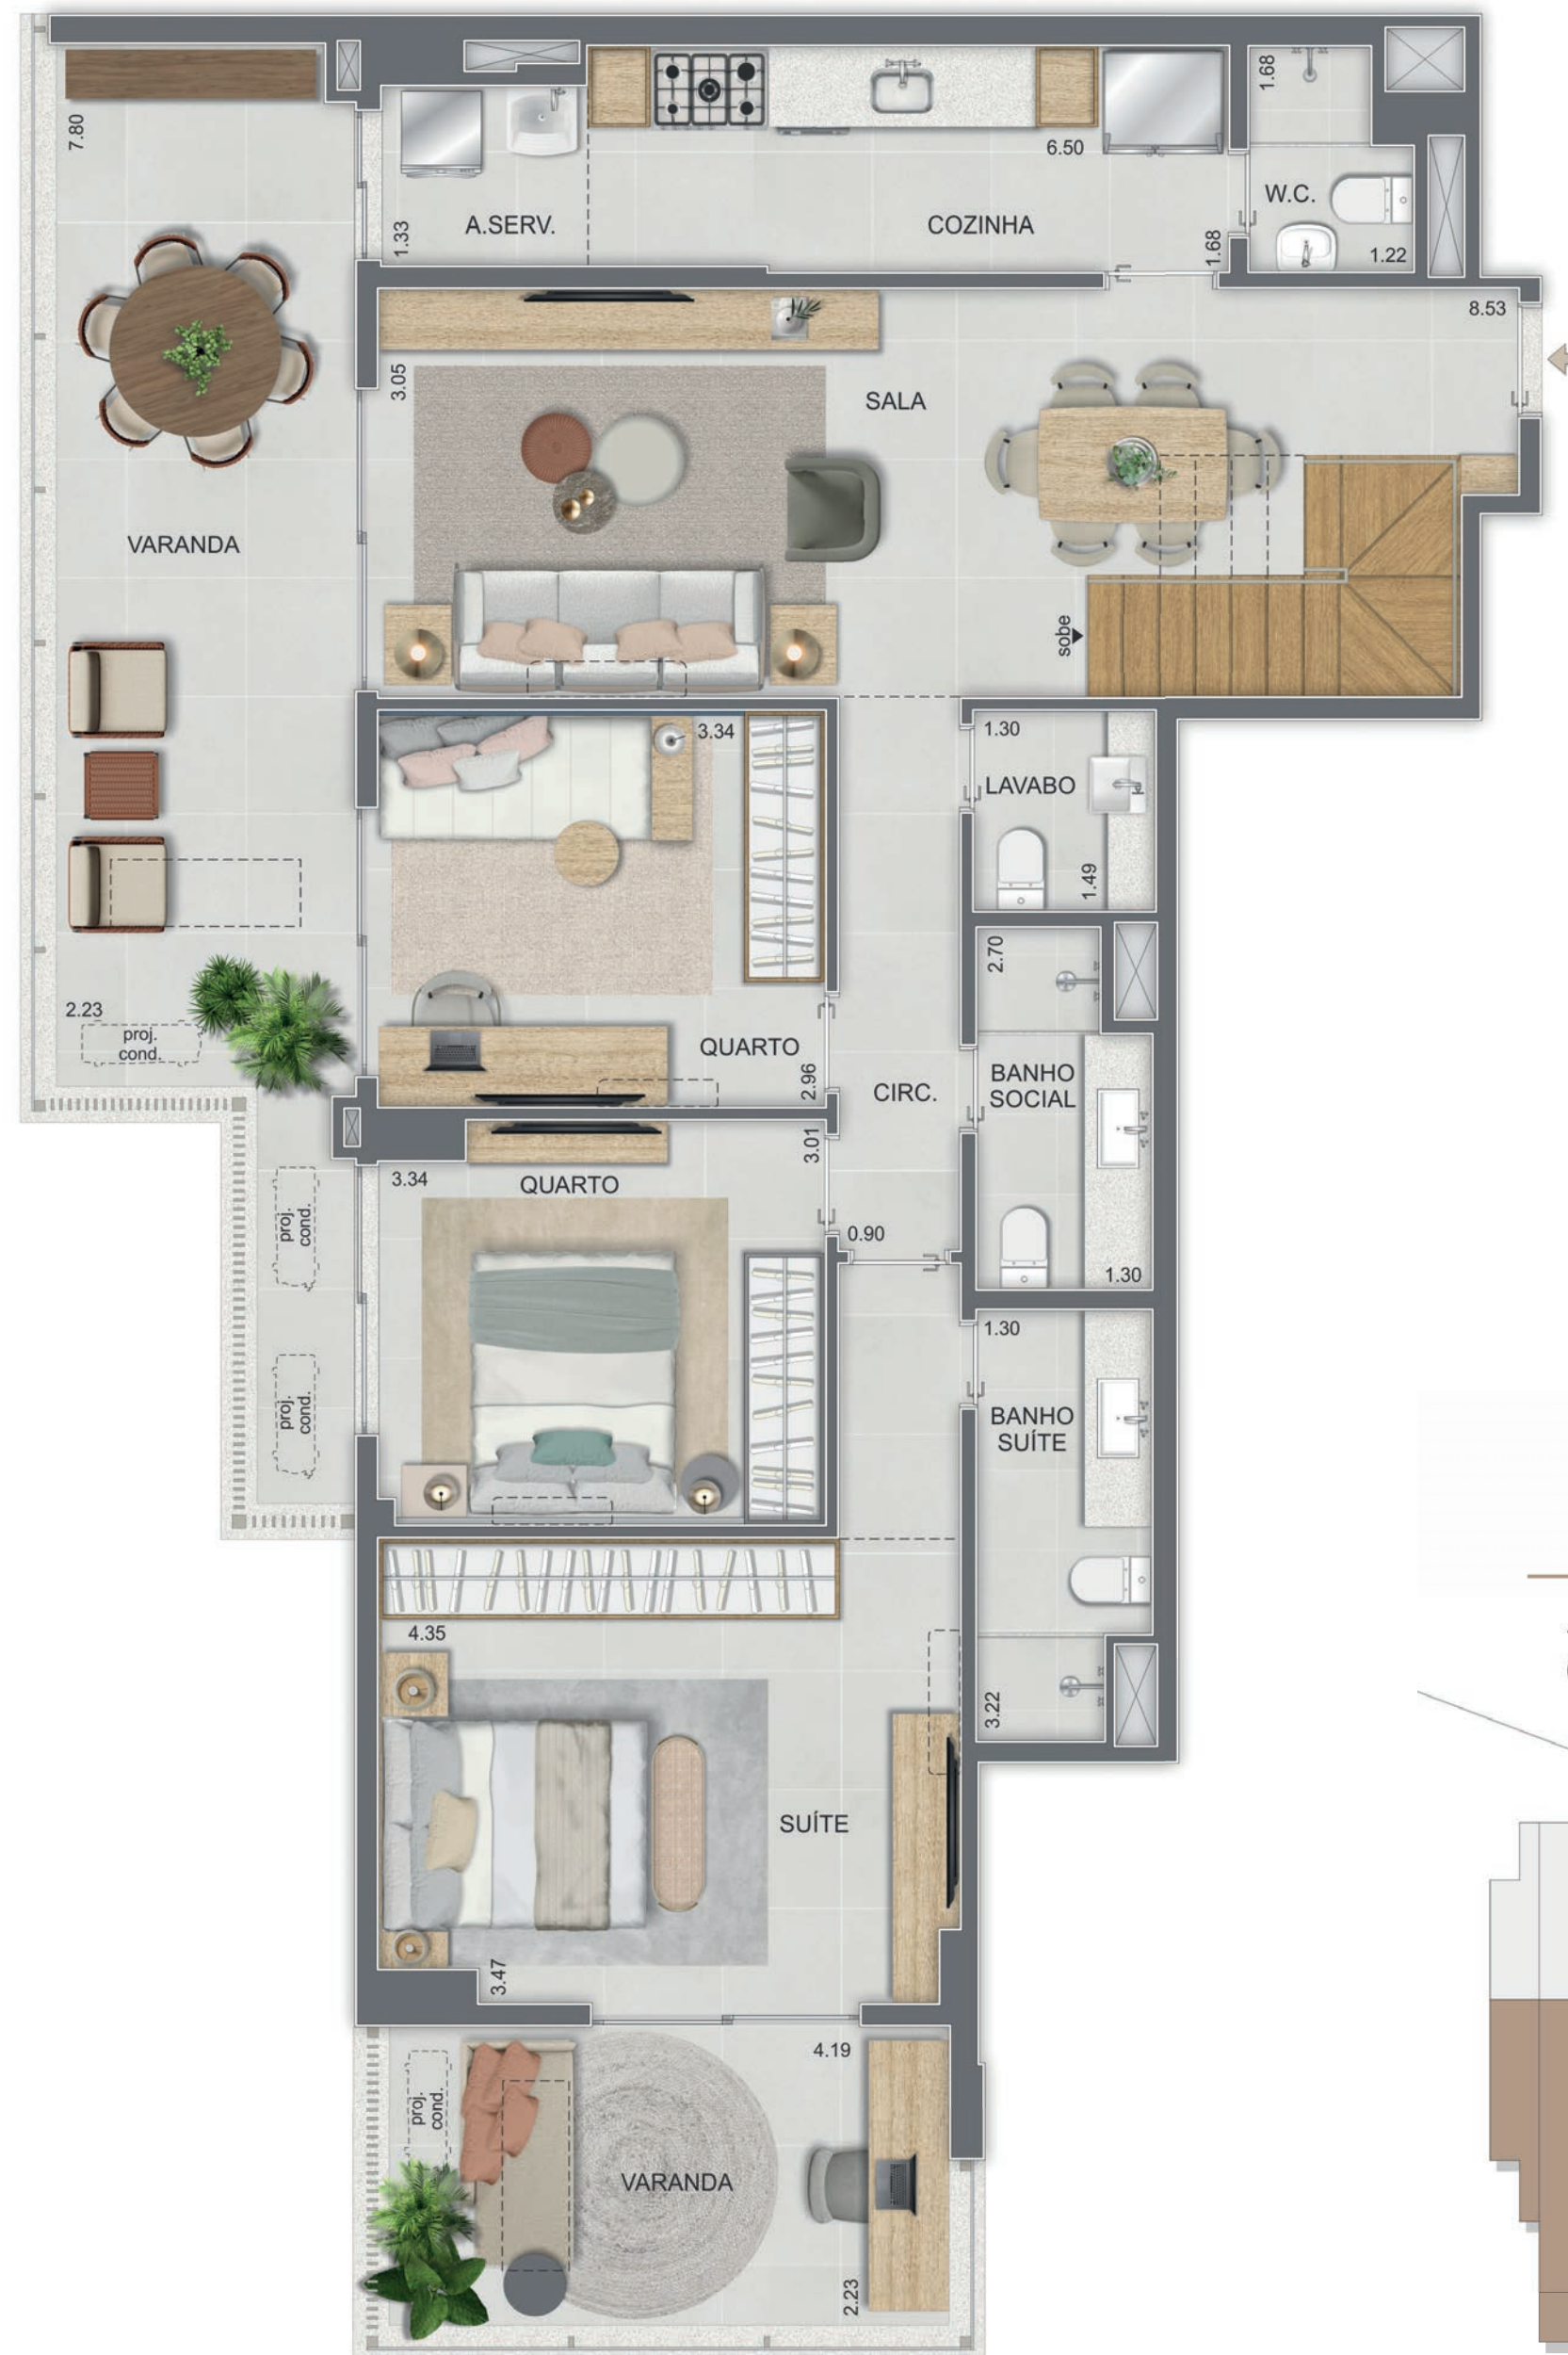 7.80
1.33
A.SERV.
6.50
COZINHA
1.68
1.68
W.C.
1.22
8.53
3.05
SALA
VARANDA
sobe
3.34
1.30
LAVABO
1.49
2.70
2.23
proj.
cond.
QUARTO
2.96
CIRC.
BANHO
SOCIAL
1.30
3.01
3.34
QUARTO
proj.
cond.
0.90
1.30
proj.
cond.
BANHO
SUÍTE
4.35
3.22
SUÍTE
3.47
4.19
proj.
cond.
VARANDA
2.23